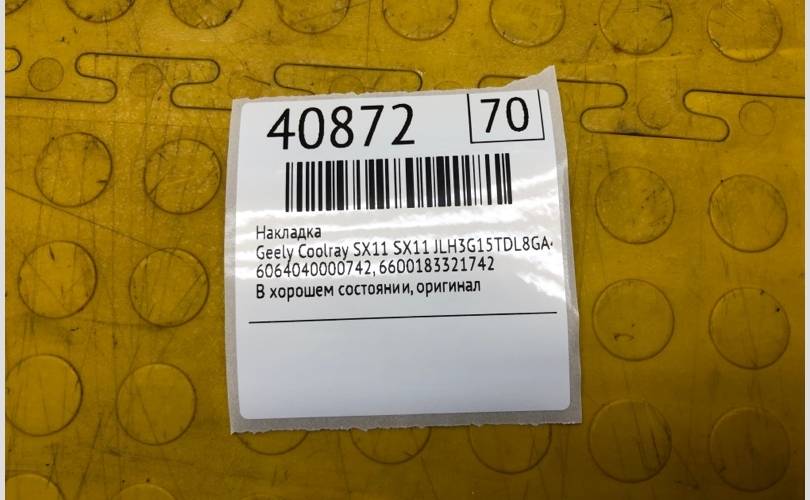 40872 70
Накладка
Geely Coolray SX11 SX11 JLH3G15TDL8GA-
6064040000742, 6600183321742
В хорошем состоянии, оригинал